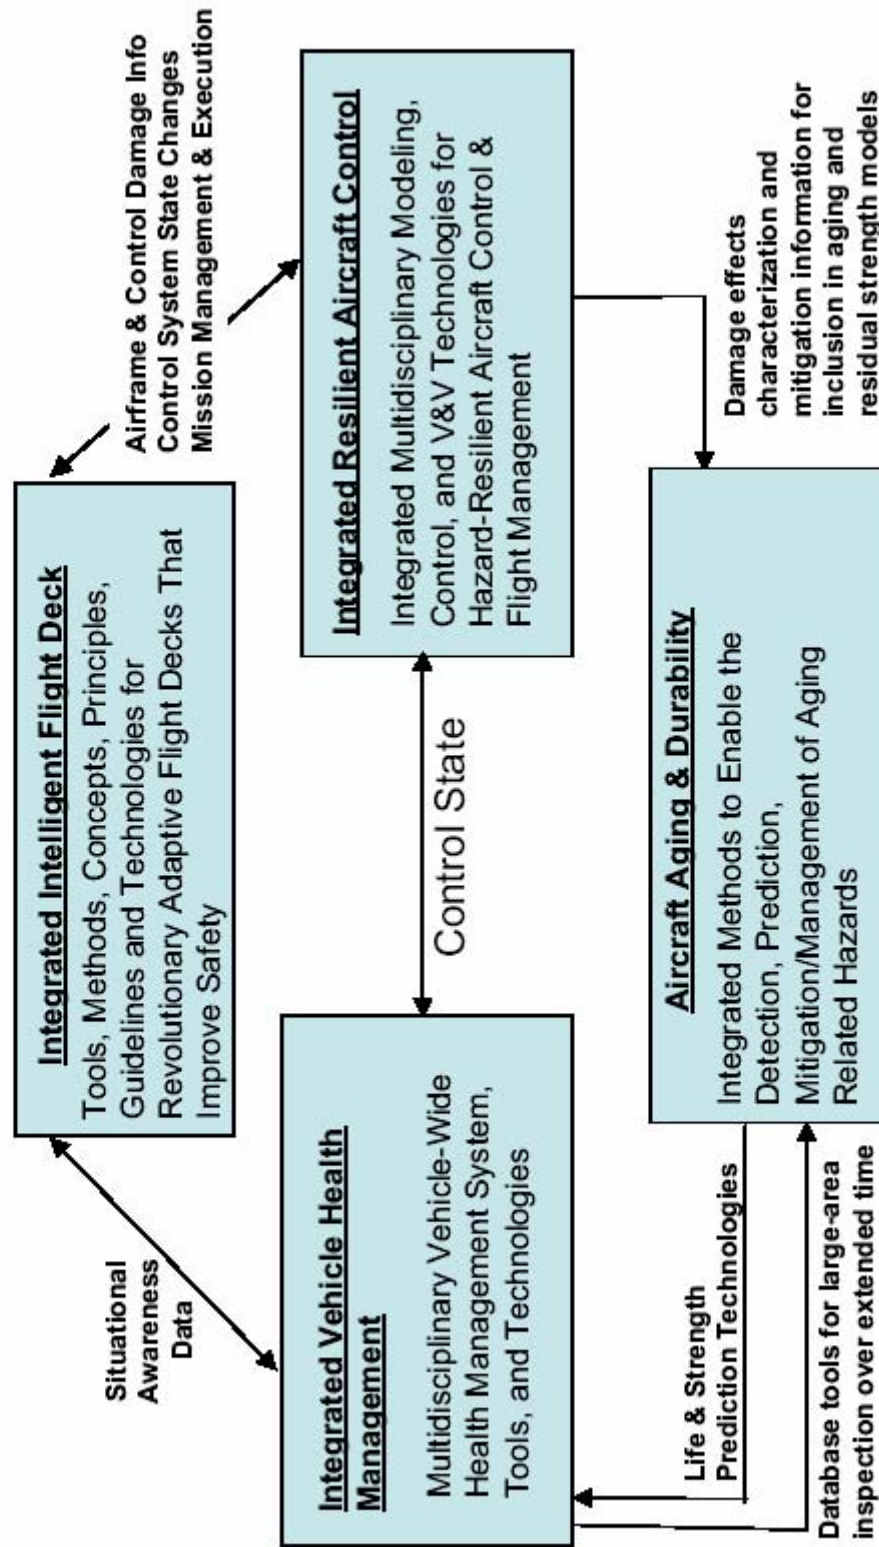 Integrated Intelligent Flight Deck
Tools, Methods, Concepts, Principles,
Guidelines and Technologies for
Revolutionary Adaptive Flight Decks That
Improve Safety
Situational
Awareness
Data
Airframe & Control Damage Info
Control System State Changes
Mission Management & Execution
Integrated Vehicle Health
Management
Multidisciplinary Vehicle-Wide
Health Management System,
Tools, and Technologies
Control State
Integrated Resilient Aircraft Control
Integrated Multidisciplinary Modeling,
Control, and V&V Technologies for
Hazard-Resilient Aircraft Control &
Flight Management
Life & Strength
Prediction Technologies
Database tools for large-area
inspection over extended time
Aircraft Aging & Durability
Integrated Methods to Enable the
Detection, Prediction,
Mitigation/Management of Aging
Related Hazards
Damage effects
characterization and
mitigation information for
inclusion in aging and
residual strength models